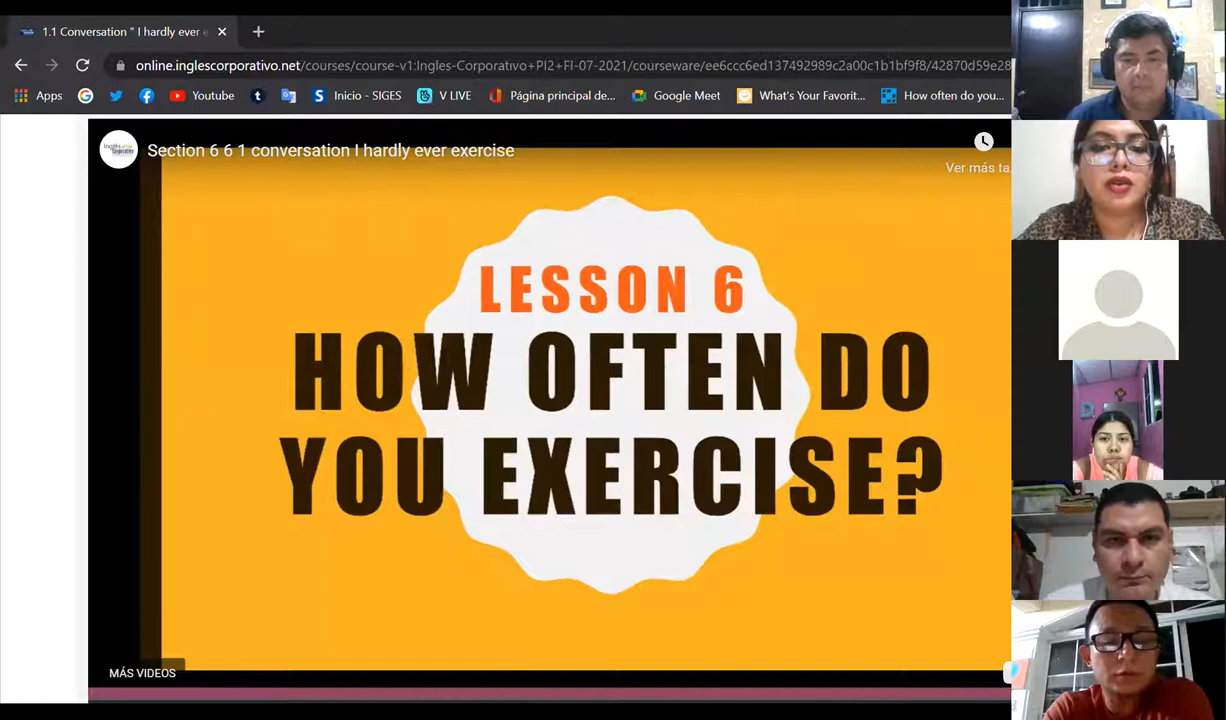 1.1 Conversation " I hardly ever e
online.inglescorporativo.net/courses/course-v1:Ingles-Corporativo+PI2+FI-07-2021/courseware/ee6ccc6ed137492989c2a00c1b1bf9f8/42870d59e28
Apps Youtube Inicio - SIGES V LIVE Página principal de... Google Meet What's Your Favorit... How often do you...
Section 6 6 1 conversation I hardly ever exercise
Ver más ta
LESSON 6
HOW OFTEN DO
YOU EXERCISE?
MÁS VIDEOS